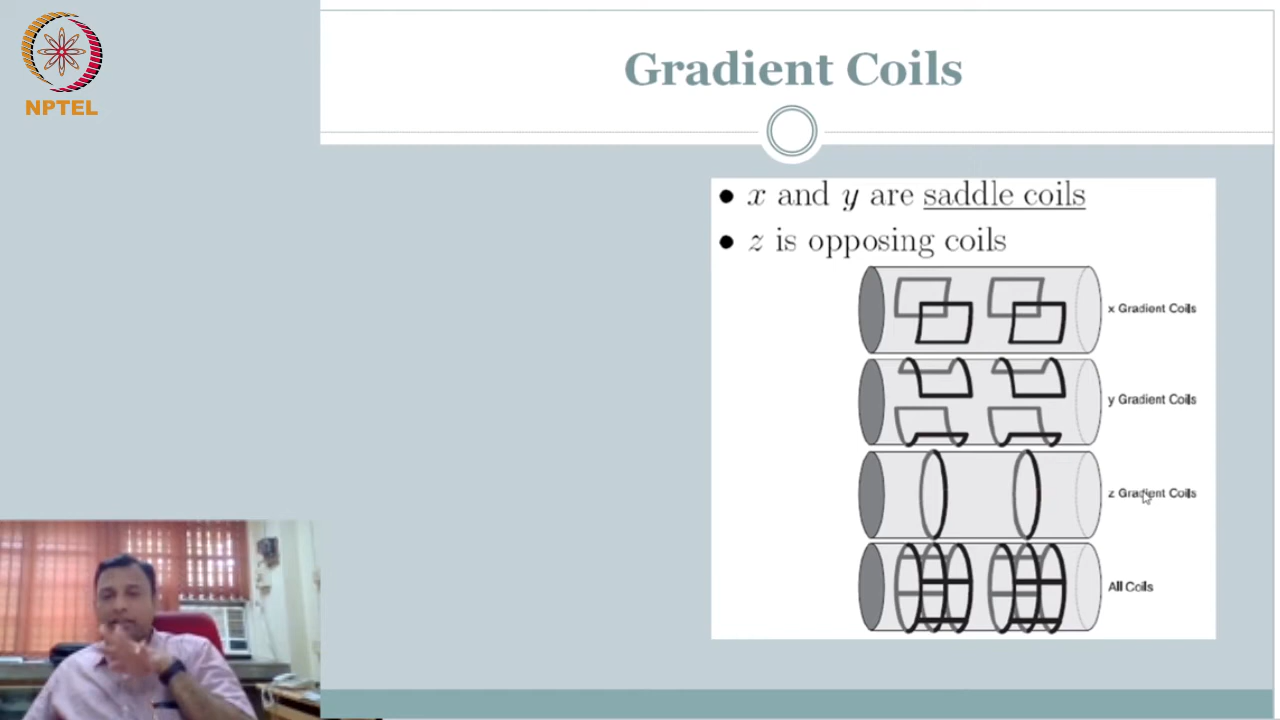 NPTEL
Gradient Coils
• x and y are saddle coils
• z is opposing coils
x Gradient Coils
y Gradient Coils
z Gradient Coils
All Coils